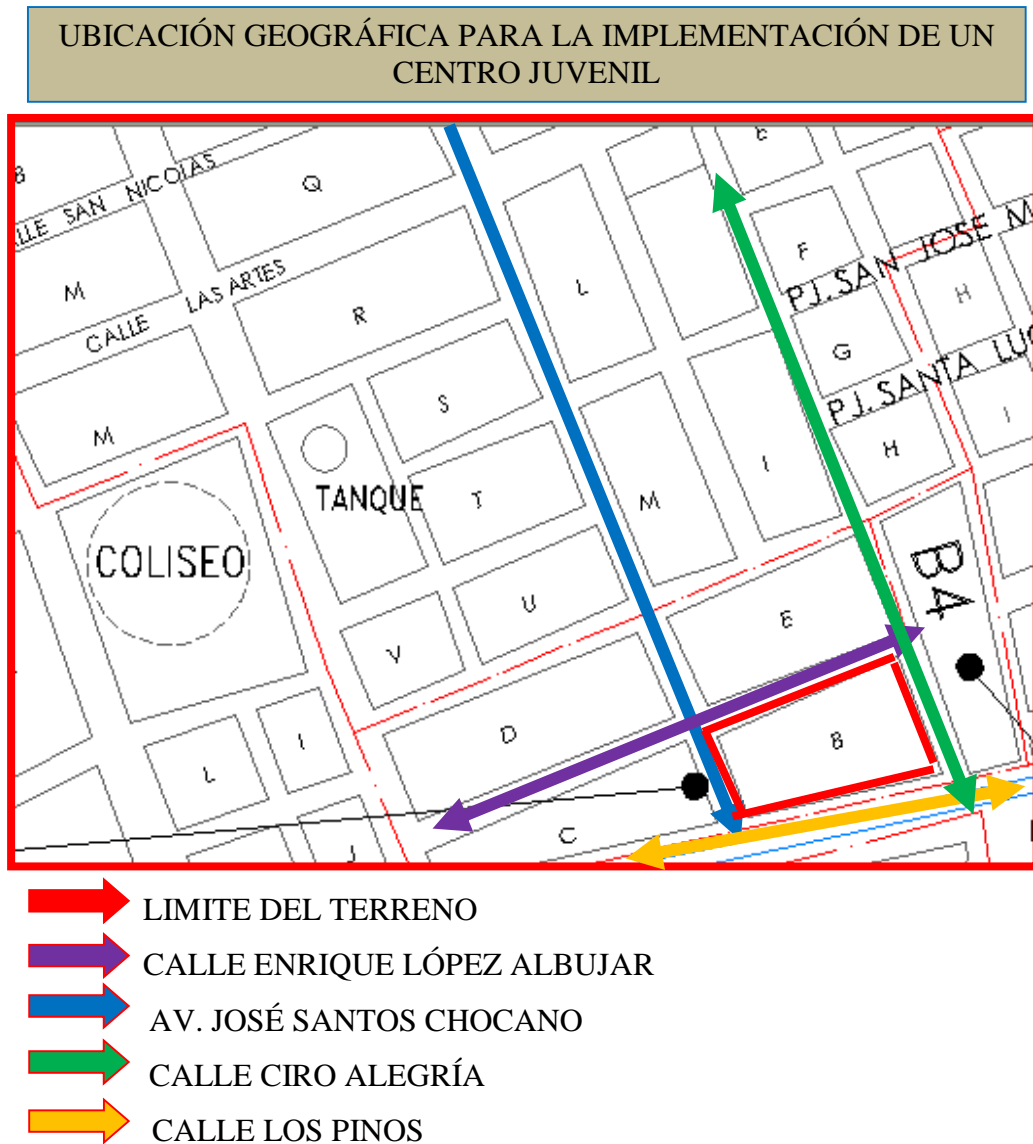 UBICACIÓN GEOGRÁFICA PARA LA IMPLEMENTACIÓN DE UN
CENTRO JUVENIL
B
E
LLE SAN NICOLAS
Q
F
PJ. SAN JOSE M
M
LAS ARTES
L
H
CALLE
R
G
PJ. SANTA LUC
S
M
I
H
I
TANQUE
T
M
COLISEO
B4
U
E
V
D
B
I
L
C
J
LIMITE DEL TERRENO
CALLE ENRIQUE LÓPEZ ALBUJAR
AV. JOSÉ SANTOS CHOCANO
CALLE CIRO ALEGRÍA
CALLE LOS PINOS